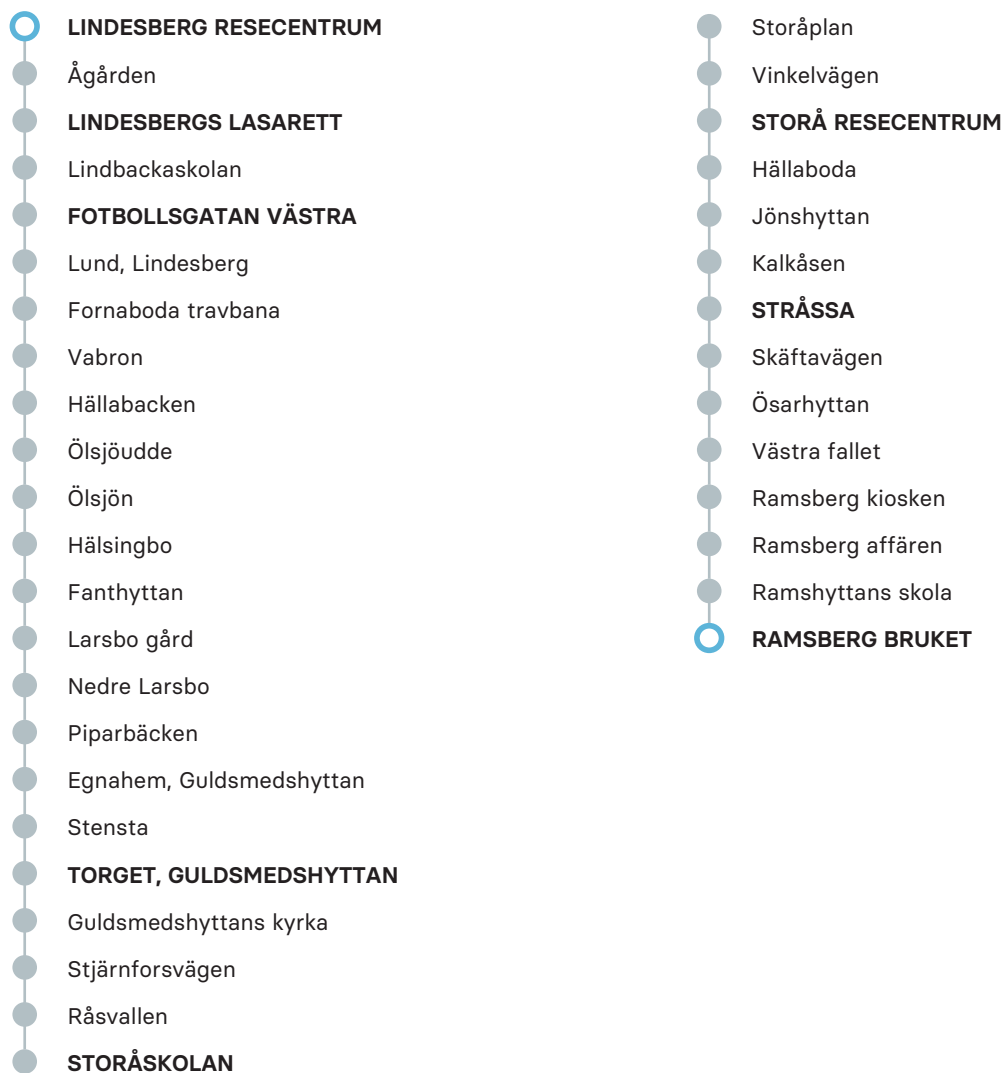 LINDESBERG RESECENTRUM
Ågården
LINDESBERGS LASARETT
Lindbackaskolan
FOTBOLLSGATAN VÄSTRA
Lund, Lindesberg
Fornaboda travbana
Vabron
Hällabacken
Ölsjöudde
Ölsjön
Hälsingbo
Fanthyttan
Larsbo gård
Nedre Larsbo
Piparbäcken
Egnahem, Guldsmedshyttan
Stensta
TORGET, GULDSMEDSHYTTAN
Guldsmedshyttans kyrka
Stjärnforsvägen
Råsvallen
STORÅSKOLAN
Storåplan
Vinkelvägen
STORÅ RESECENTRUM
Hällaboda
Jönshyttan
Kalkåsen
STRÅSSA
Skäftavägen
Ösarhyttan
Västra fallet
Ramsberg kiosken
Ramsberg affären
Ramshyttans skola
RAMSBERG BRUKET